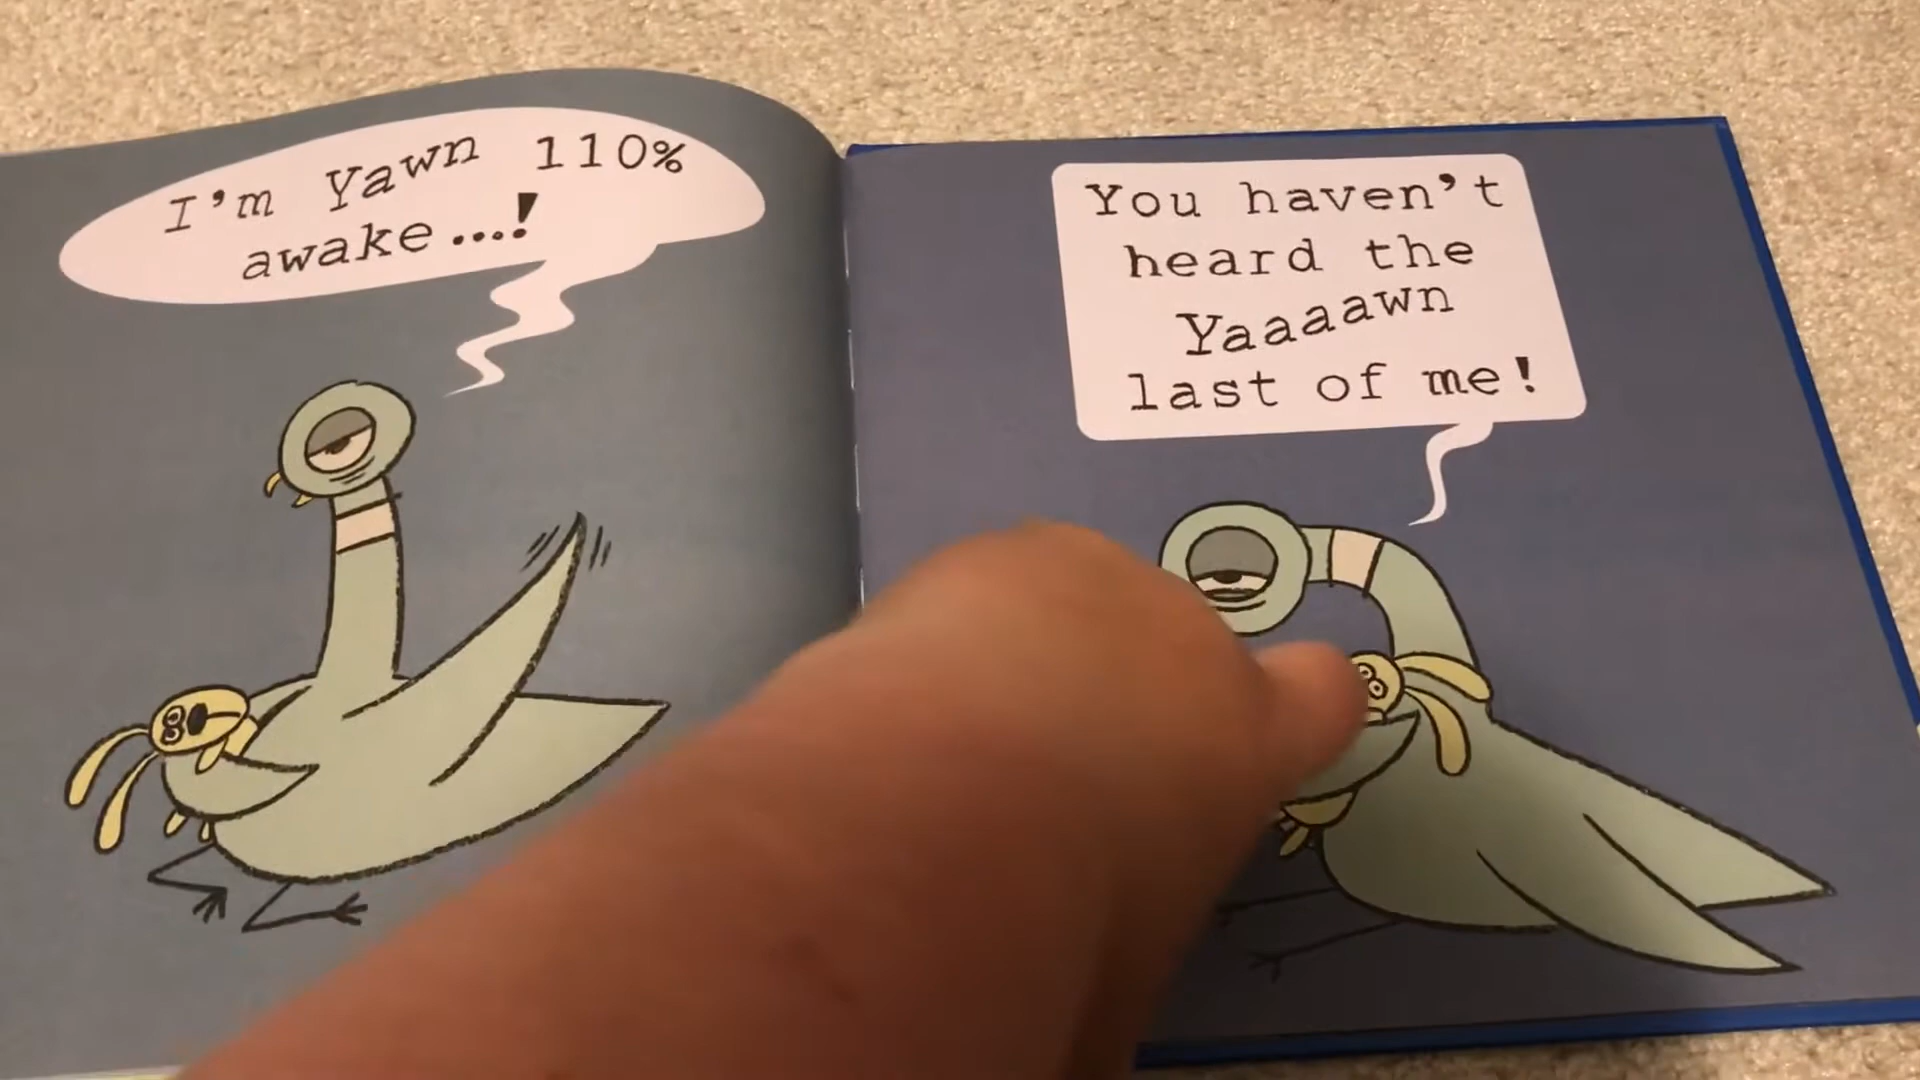 I'm Yawn 110%
awake...!
You haven't
heard the
Yaaaawn
last of me!